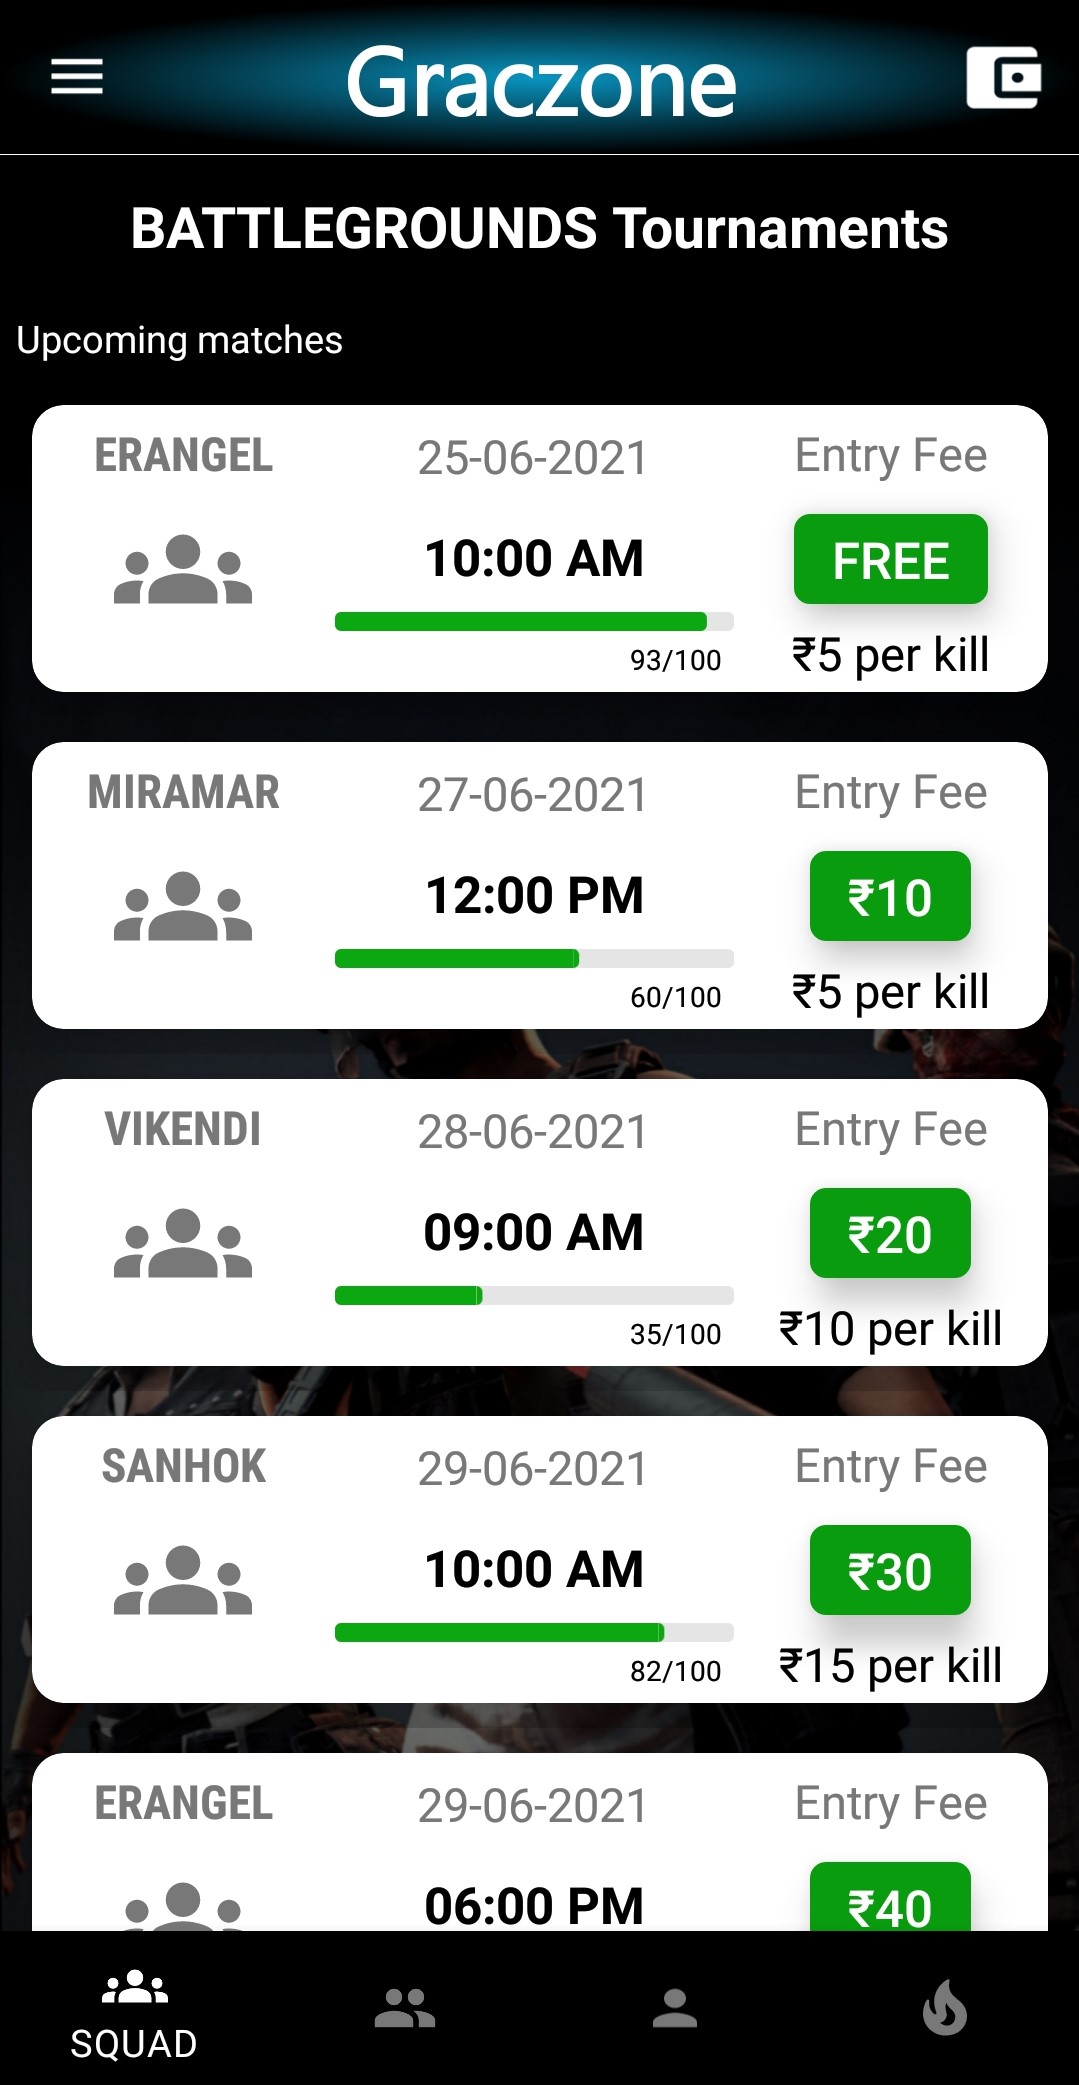 Graczone
BATTLEGROUNDS Tournaments
Upcoming matches
ERANGEL 25-06-2021 Entry Fee
10:00 AM FREE
93/100 ₹5 per kill
MIRAMAR 27-06-2021 Entry Fee
12:00 PM ₹10
60/100 ₹5 per kill
VIKENDI 28-06-2021 Entry Fee
09:00 AM ₹20
35/100 ₹10 per kill
SANHOK 29-06-2021 Entry Fee
10:00 AM ₹30
82/100 ₹15 per kill
ERANGEL 29-06-2021 Entry Fee
06:00 PM ₹40
SQUAD